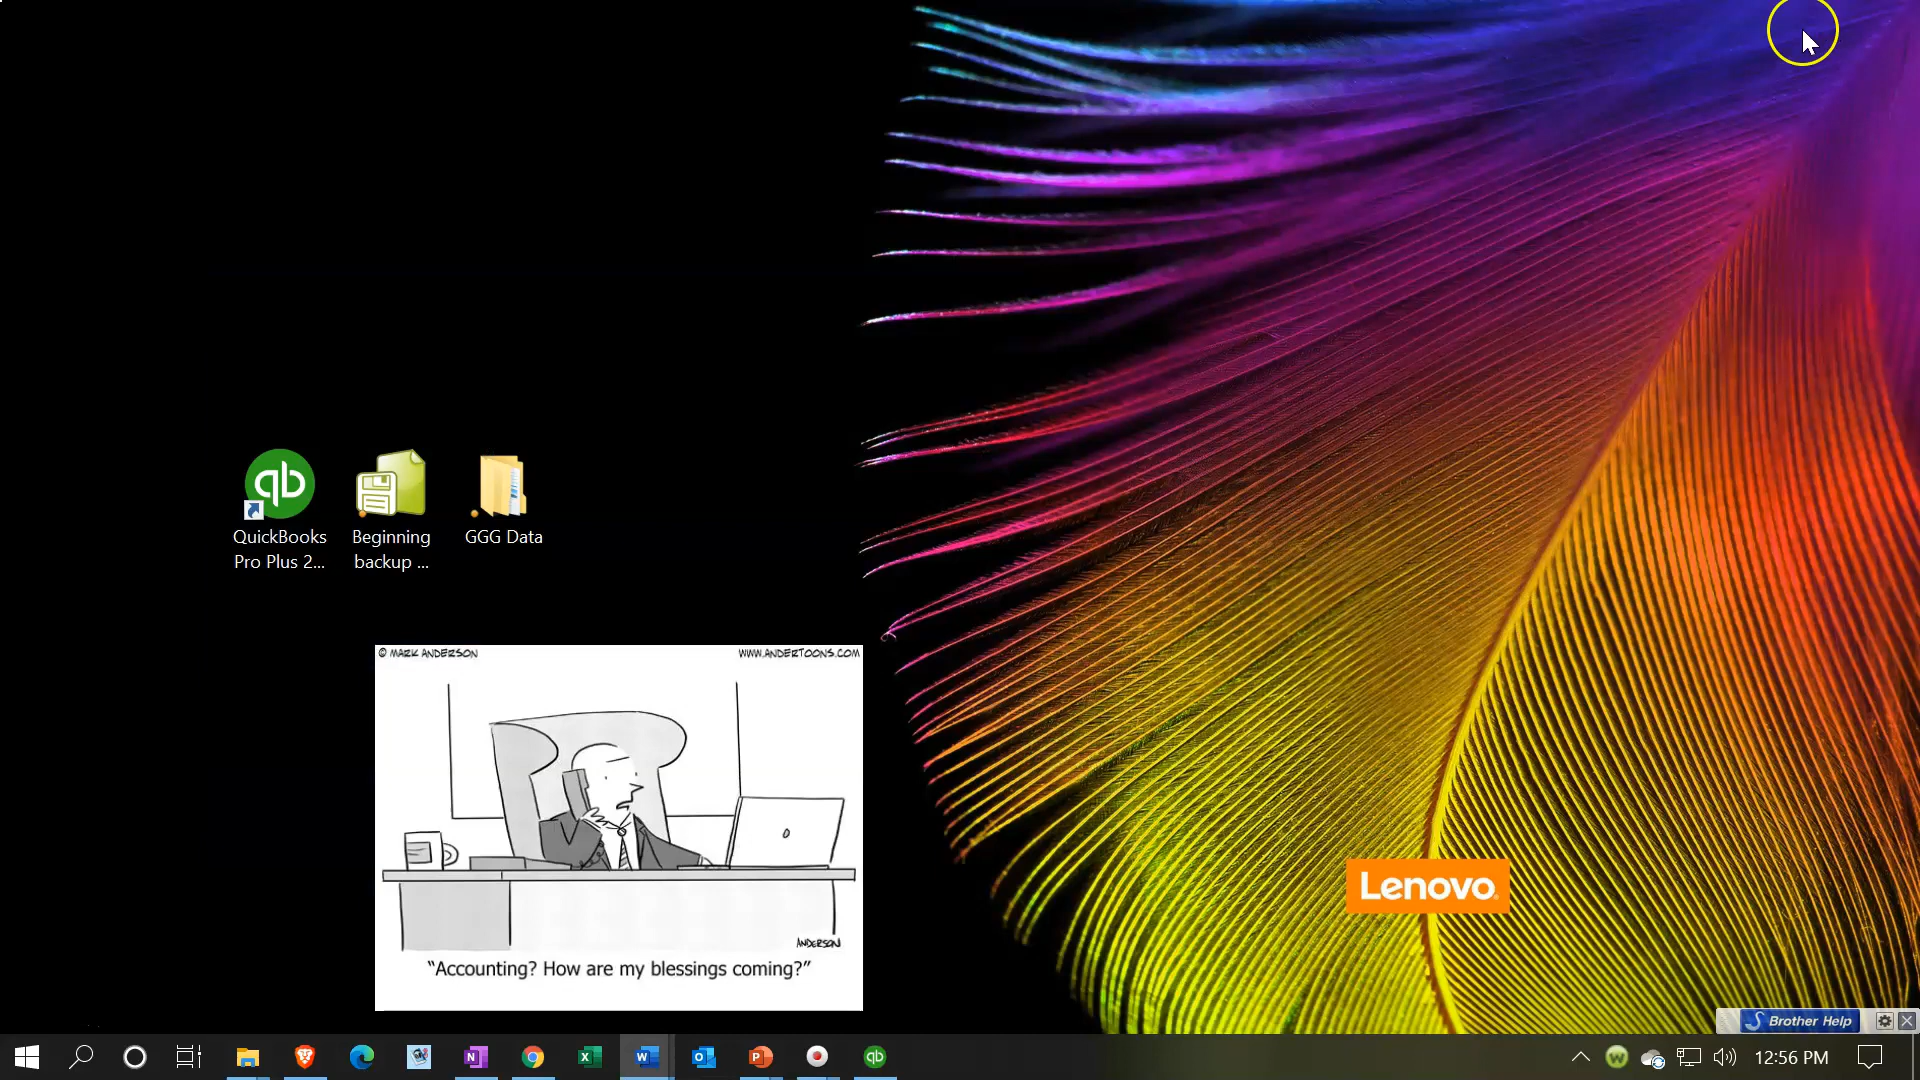 QuickBooks
Pro Plus 2...
Beginning
backup ...
GGG Data
© MARK ANDERSON
WWW.ANDERTOONS.COM
ANDERSON
“Accounting? How are my blessings coming?”
Lenovo
Brother Help
12:56 PM